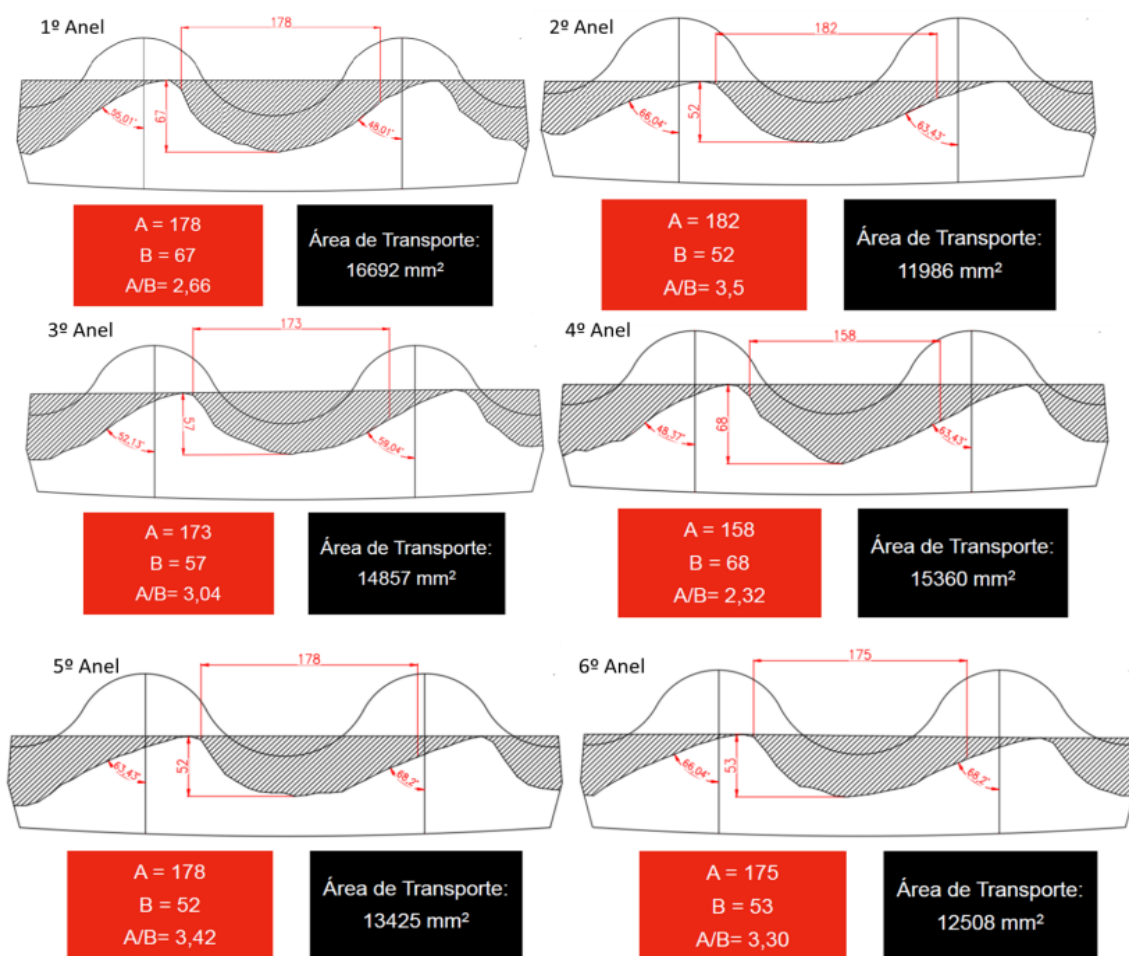 1º Anel
178
67
56,01°
48,01°
A = 178
B = 67
A/B= 2,66
Área de Transporte:
16692 mm²
2º Anel
182
52
66,04°
63,43°
A = 182
B = 52
A/B= 3,5
Área de Transporte:
11986 mm²
3º Anel
173
57
52,13°
59,04°
A = 173
B = 57
A/B= 3,04
Área de Transporte:
14857 mm²
4º Anel
158
68
48,37°
63,43°
A = 158
B = 68
A/B= 2,32
Área de Transporte:
15360 mm²
5º Anel
178
52
63,43°
68,2°
A = 178
B = 52
A/B= 3,42
Área de Transporte:
13425 mm²
6º Anel
175
53
66,04°
68,2°
A = 175
B = 53
A/B= 3,30
Área de Transporte:
12508 mm²